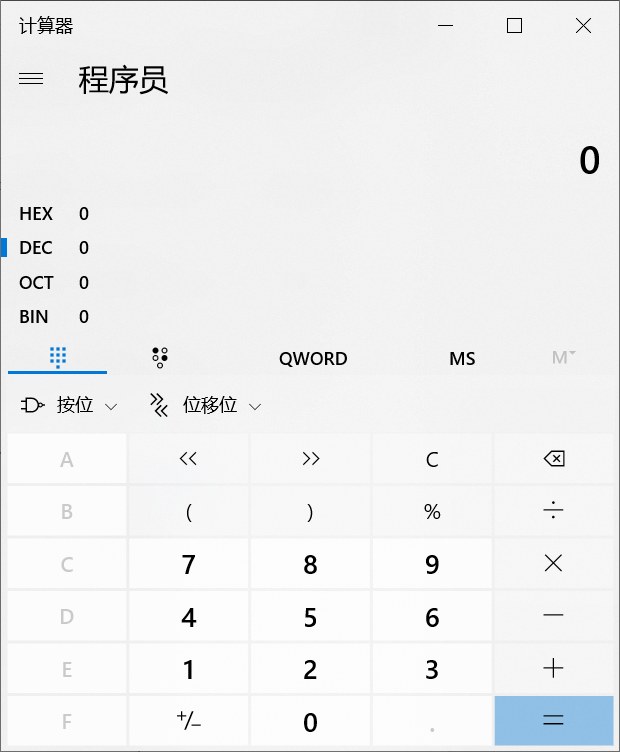 计算器
程序员
0
HEX 0
DEC 0
OCT 0
BIN 0
QWORD MS M
按位 位移位
A << >> C
B ( ) % ÷
C 7 8 9 ×
D 4 5 6 −
E 1 2 3 +
F +/− 0 . =